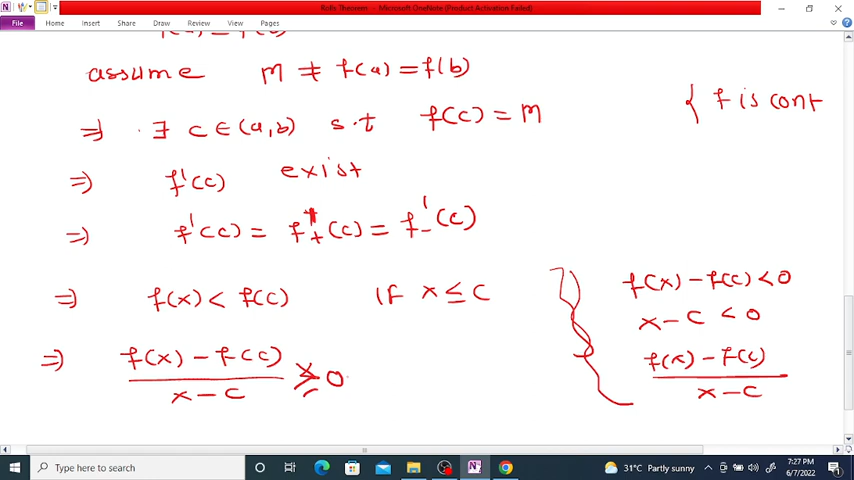 Rolls Theorem - Microsoft OneNote (Product Activation Failed)
File Home Insert Share Draw History Review View Pages
f(a) = f(b)
assume M ≠ f(a) = f(b)
{ f is cont
⇒ ∃ c ∈ (a,b) s.t f(c) = M
⇒ f'(c) exist
⇒ f'(c) = f'₊(c) = f'₋(c)
⇒ f(x) < f(c) if x ≤ c
f(x) - f(c) < 0
x - c < 0
⇒ f(x) - f(c) / x - c ≥ 0
f(x) - f(c) / x - c
Type here to search
31°C Partly sunny
7:27 PM
6/7/2022